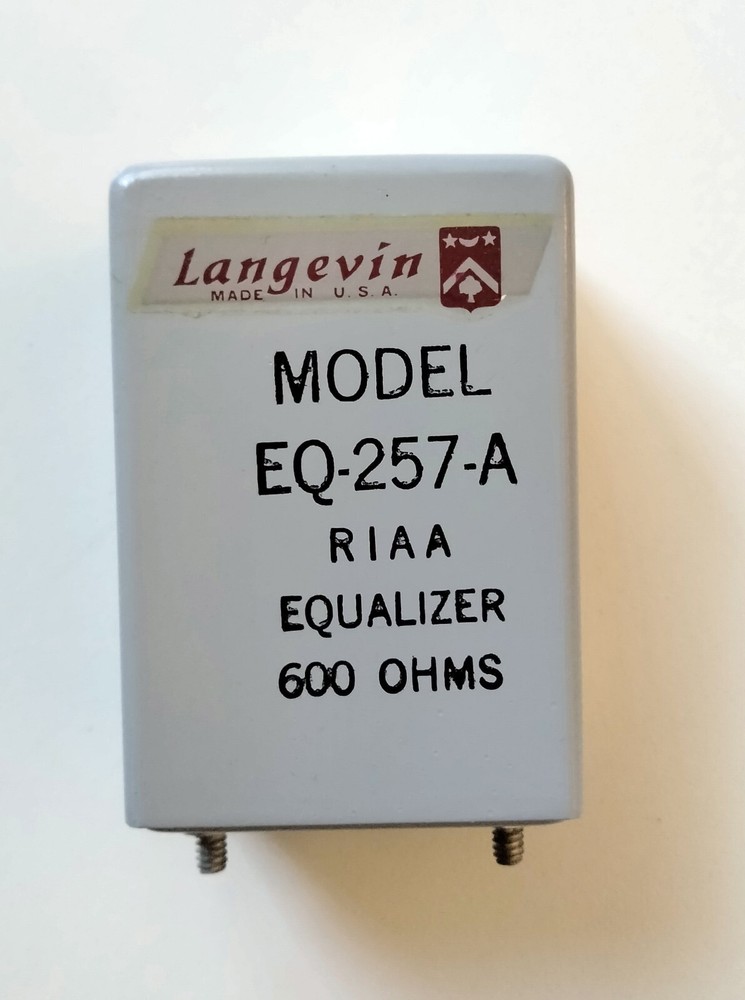 Langevin
MADE IN U.S.A.
MODEL
EQ-257-A
RIAA
EQUALIZER
600 OHMS